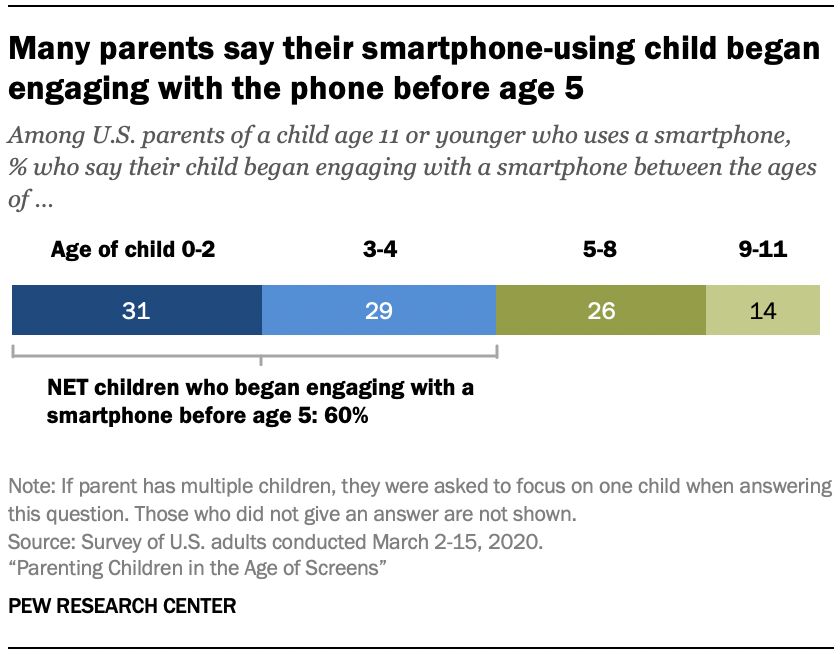 Many parents say their smartphone-using child began
engaging with the phone before age 5
Among U.S. parents of a child age 11 or younger who uses a smartphone,
% who say their child began engaging with a smartphone between the ages
of ...
Age of child 0-2 3-4 5-8 9-11
31 29 26 14
NET children who began engaging with a
smartphone before age 5: 60%
Note: If parent has multiple children, they were asked to focus on one child when answering
this question. Those who did not give an answer are not shown.
Source: Survey of U.S. adults conducted March 2-15, 2020.
“Parenting Children in the Age of Screens”
PEW RESEARCH CENTER